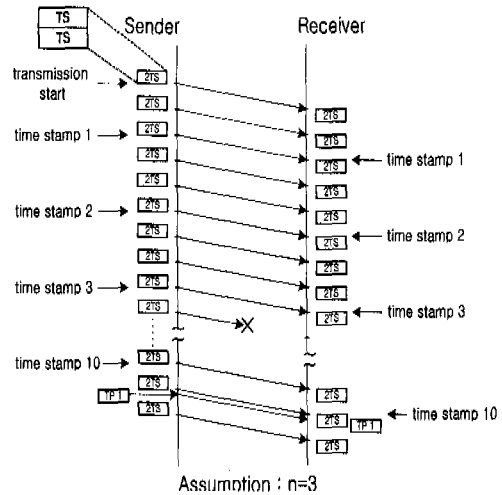 TS
TS
Sender
Receiver
transmission
start
2TS
2TS
2TS
time stamp 1
2TS
2TS
2TS
time stamp 1
2TS
2TS
2TS
2TS
time stamp 2
2TS
2TS
time stamp 2
2TS
2TS
2TS
2TS
time stamp 3
2TS
2TS
time stamp 3
X
time stamp 10
2TS
2TS
TP1
2TS
2TS
2TS
time stamp 10
TP1
2TS
Assumption : n=3